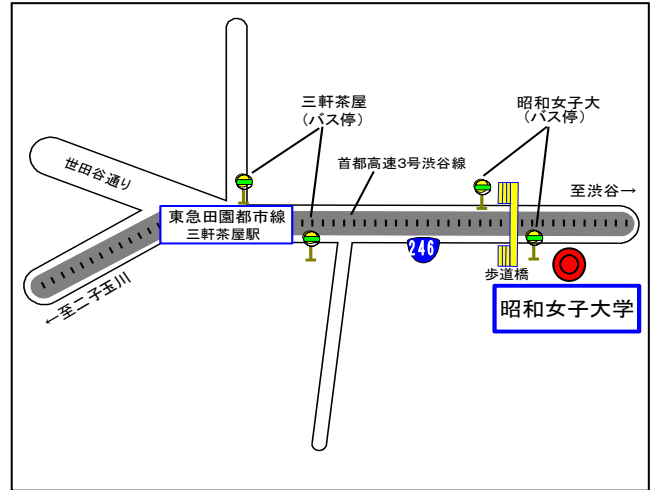 三軒茶屋
(バス停)
昭和女子大
(バス停)
首都高速3号渋谷線
世田谷通り
至渋谷→
東急田園都市線
三軒茶屋駅
246
歩道橋
←至二子玉川
昭和女子大学